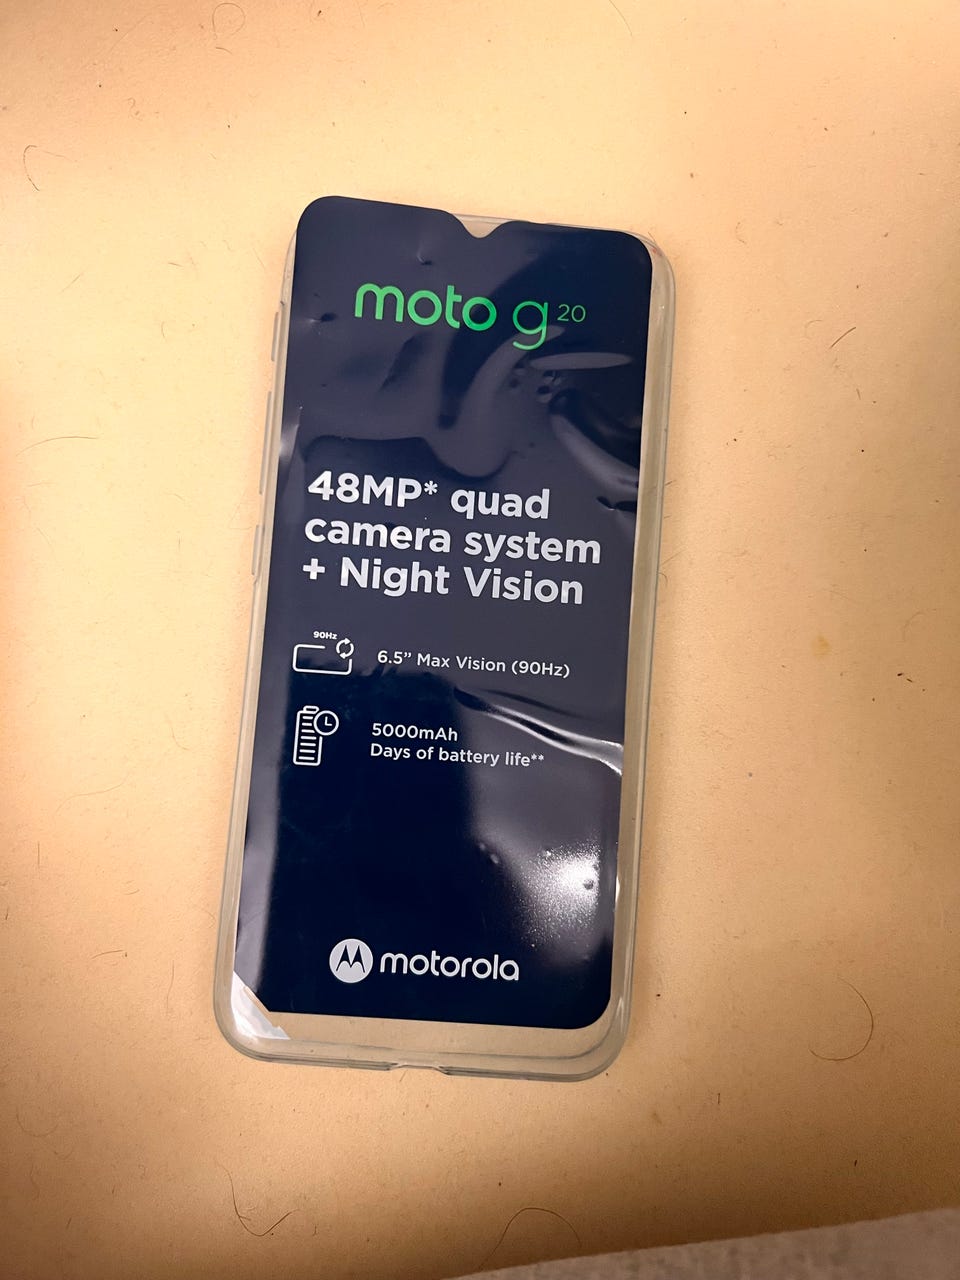 moto g 20
48MP* quad
camera system
+ Night Vision
90Hz
6.5” Max Vision (90Hz)
5000mAh
Days of battery life**
motorola